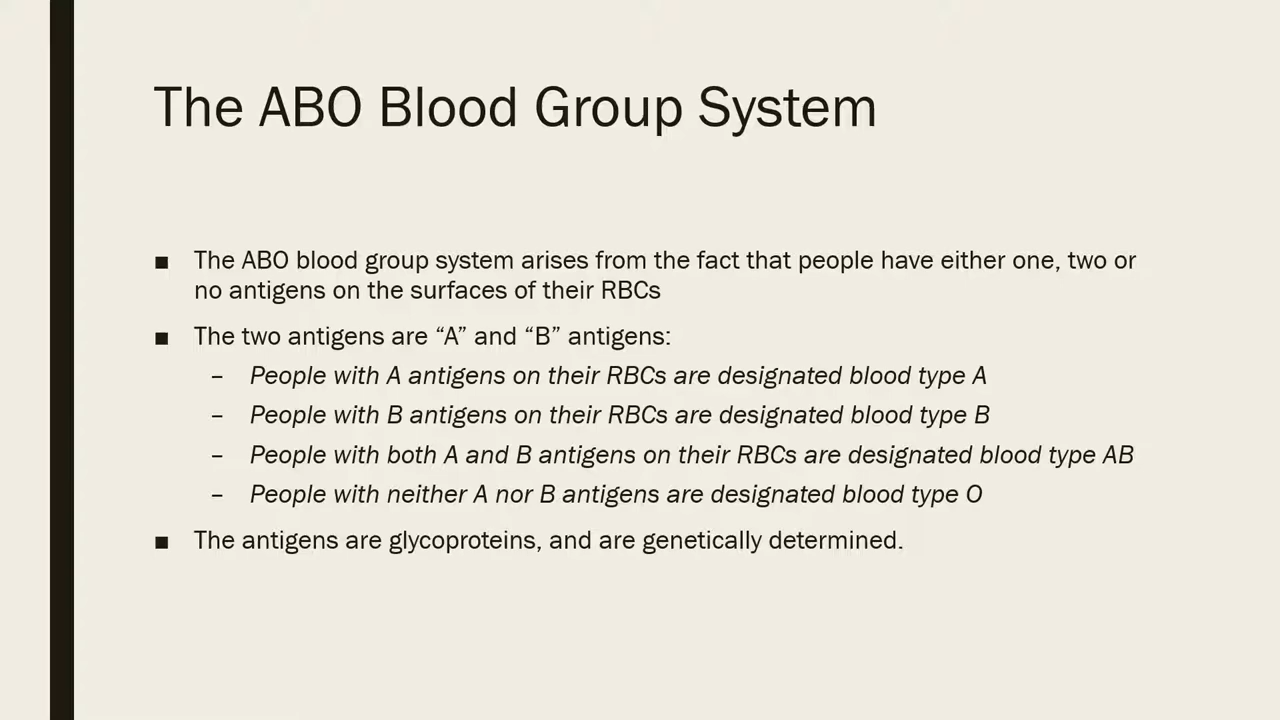 The ABO Blood Group System
■ The ABO blood group system arises from the fact that people have either one, two or
no antigens on the surfaces of their RBCs
■ The two antigens are “A” and “B” antigens:
– People with A antigens on their RBCs are designated blood type A
– People with B antigens on their RBCs are designated blood type B
– People with both A and B antigens on their RBCs are designated blood type AB
– People with neither A nor B antigens are designated blood type O
■ The antigens are glycoproteins, and are genetically determined.